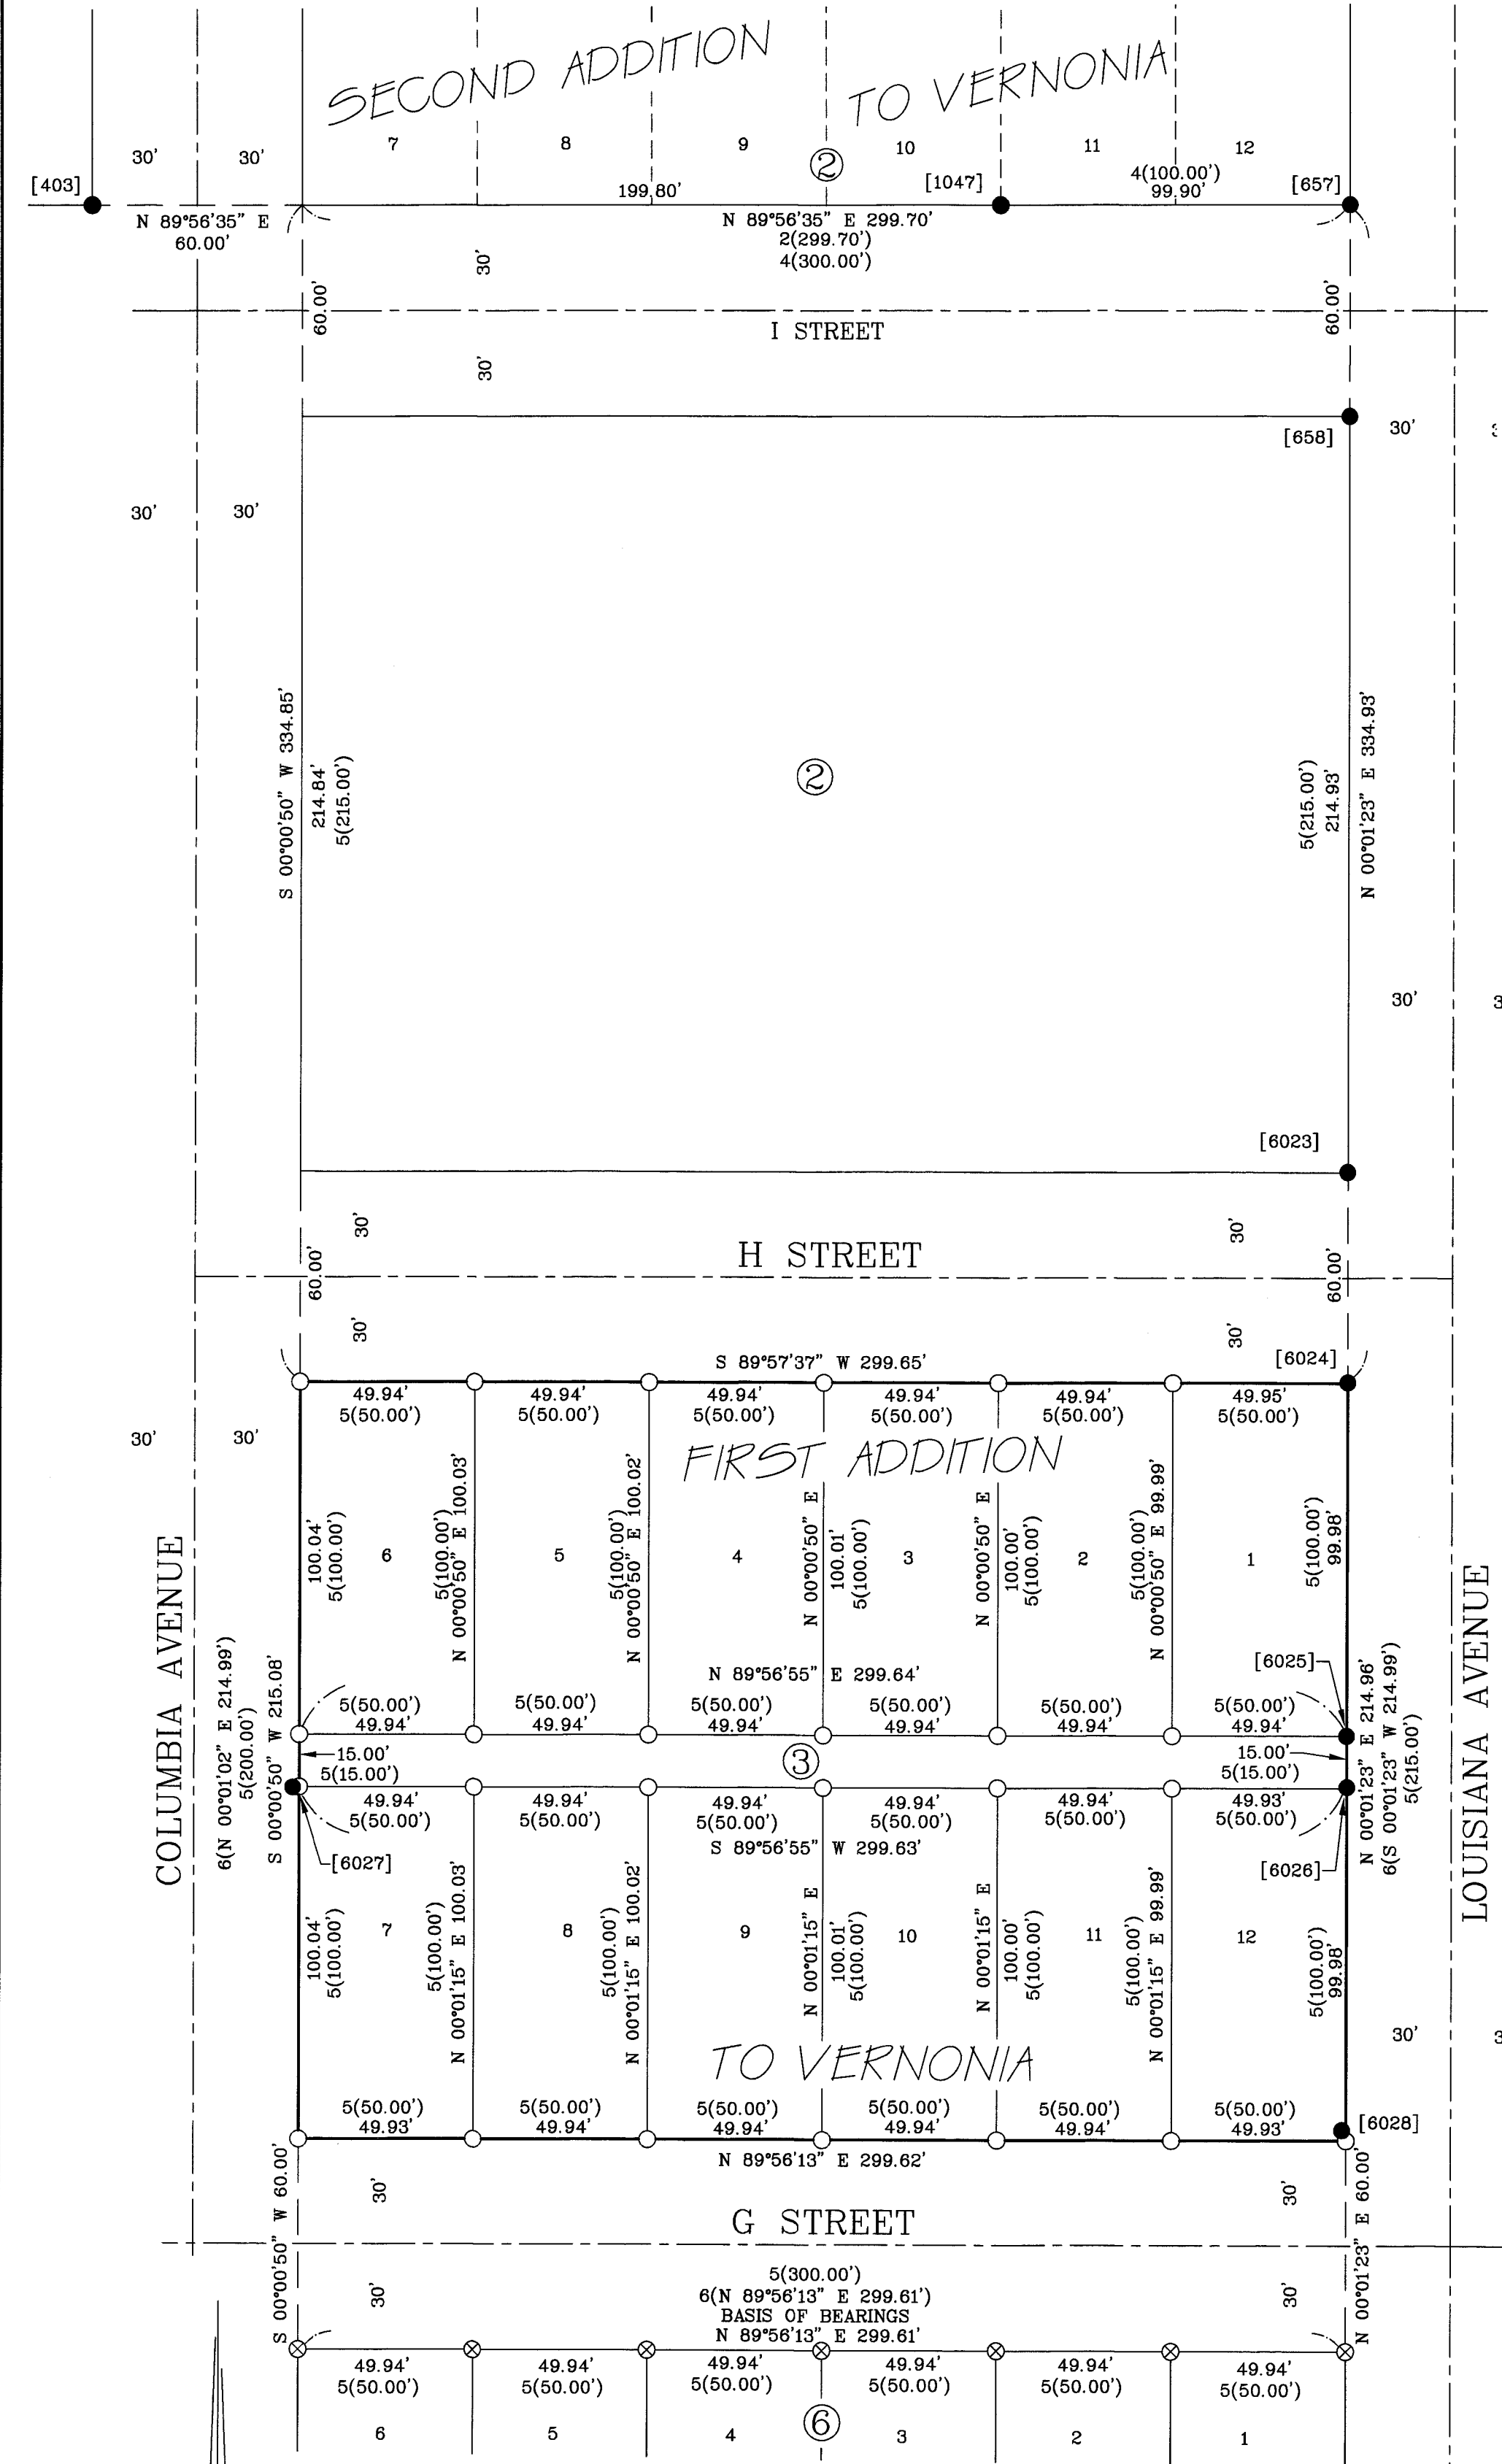 SECOND ADDITION TO VERNONIA
7 8 9 10 11 12
②
30' 30'
[403] 199.80' [1047] 4(100.00') [657]
99.90'
N 89°56'35" E
60.00'
N 89°56'35" E 299.70'
2(299.70')
4(300.00')
30'
60.00' 60.00'
I STREET
30'
[658] 30'
30' 30'
S 00°00'50" W 334.85'
214.84'
5(215.00')
②
5(215.00')
214.93'
N 00°01'23" E 334.93'
30'
[6023]
30' 30'
H STREET
60.00' 60.00'
30' 30'
S 89°57'37" W 299.65' [6024]
49.94' 49.94' 49.94' 49.94' 49.94' 49.95'
5(50.00') 5(50.00') 5(50.00') 5(50.00') 5(50.00') 5(50.00')
30' 30'
FIRST ADDITION
100.04'
5(100.00')
6
5(100.00')
N 00°00'50" E 100.03'
5
5(100.00')
N 00°00'50" E 100.02'
4
N 00°00'50" E
100.01'
5(100.00')
3
N 00°00'50" E
100.00'
5(100.00')
2
5(100.00')
N 00°00'50" E 99.99'
1
5(100.00')
99.98'
N 89°56'55" E 299.64'
[6025]
5(50.00') 5(50.00') 5(50.00') 5(50.00') 5(50.00') 5(50.00')
49.94' 49.94' 49.94' 49.94' 49.94' 49.94'
COLUMBIA AVENUE
6(N 00°01'02" E 214.99')
5(200.00')
S 00°00'50" W 215.08'
15.00'
5(15.00')
③
15.00'
5(15.00')
N 00°01'23" E 214.96'
6(S 00°01'23" W 214.99')
5(215.00')
LOUISIANA AVENUE
49.94' 49.94' 49.94' 49.94' 49.94' 49.93'
5(50.00') 5(50.00') 5(50.00') 5(50.00') 5(50.00') 5(50.00')
S 89°56'55" W 299.63'
[6027] [6026]
100.04'
5(100.00')
7
5(100.00')
N 00°01'15" E 100.03'
8
5(100.00')
N 00°01'15" E 100.02'
9
N 00°01'15" E
100.01'
5(100.00')
10
N 00°01'15" E
100.00'
5(100.00')
11
5(100.00')
N 00°01'15" E 99.99'
12
5(100.00')
99.98'
30'
TO VERNONIA
5(50.00') 5(50.00') 5(50.00') 5(50.00') 5(50.00') 5(50.00')
49.93' 49.94' 49.94' 49.94' 49.94' 49.93'
[6028]
N 89°56'13" E 299.62'
S 00°00'50" W 60.00'
30' 30'
N 00°01'23" E 60.00'
G STREET
30' 30'
5(300.00')
6(N 89°56'13" E 299.61')
BASIS OF BEARINGS
N 89°56'13" E 299.61'
49.94' 49.94' 49.94' 49.94' 49.94' 49.94'
5(50.00') 5(50.00') 5(50.00') 5(50.00') 5(50.00') 5(50.00')
6 5 4 ⑥ 3 2 1